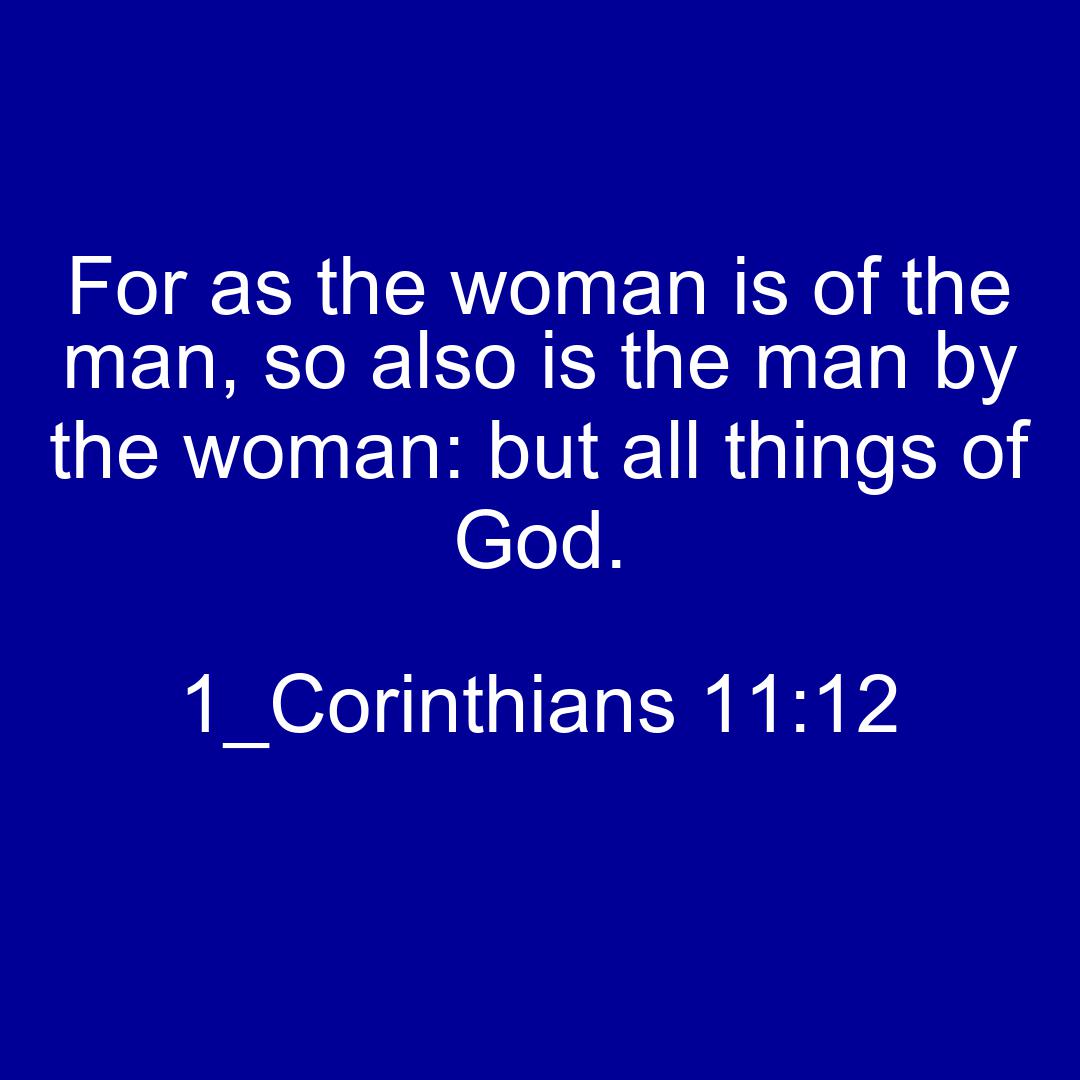 For as the woman is of the
man, so also is the man by
the woman: but all things of
God.
1_Corinthians 11:12